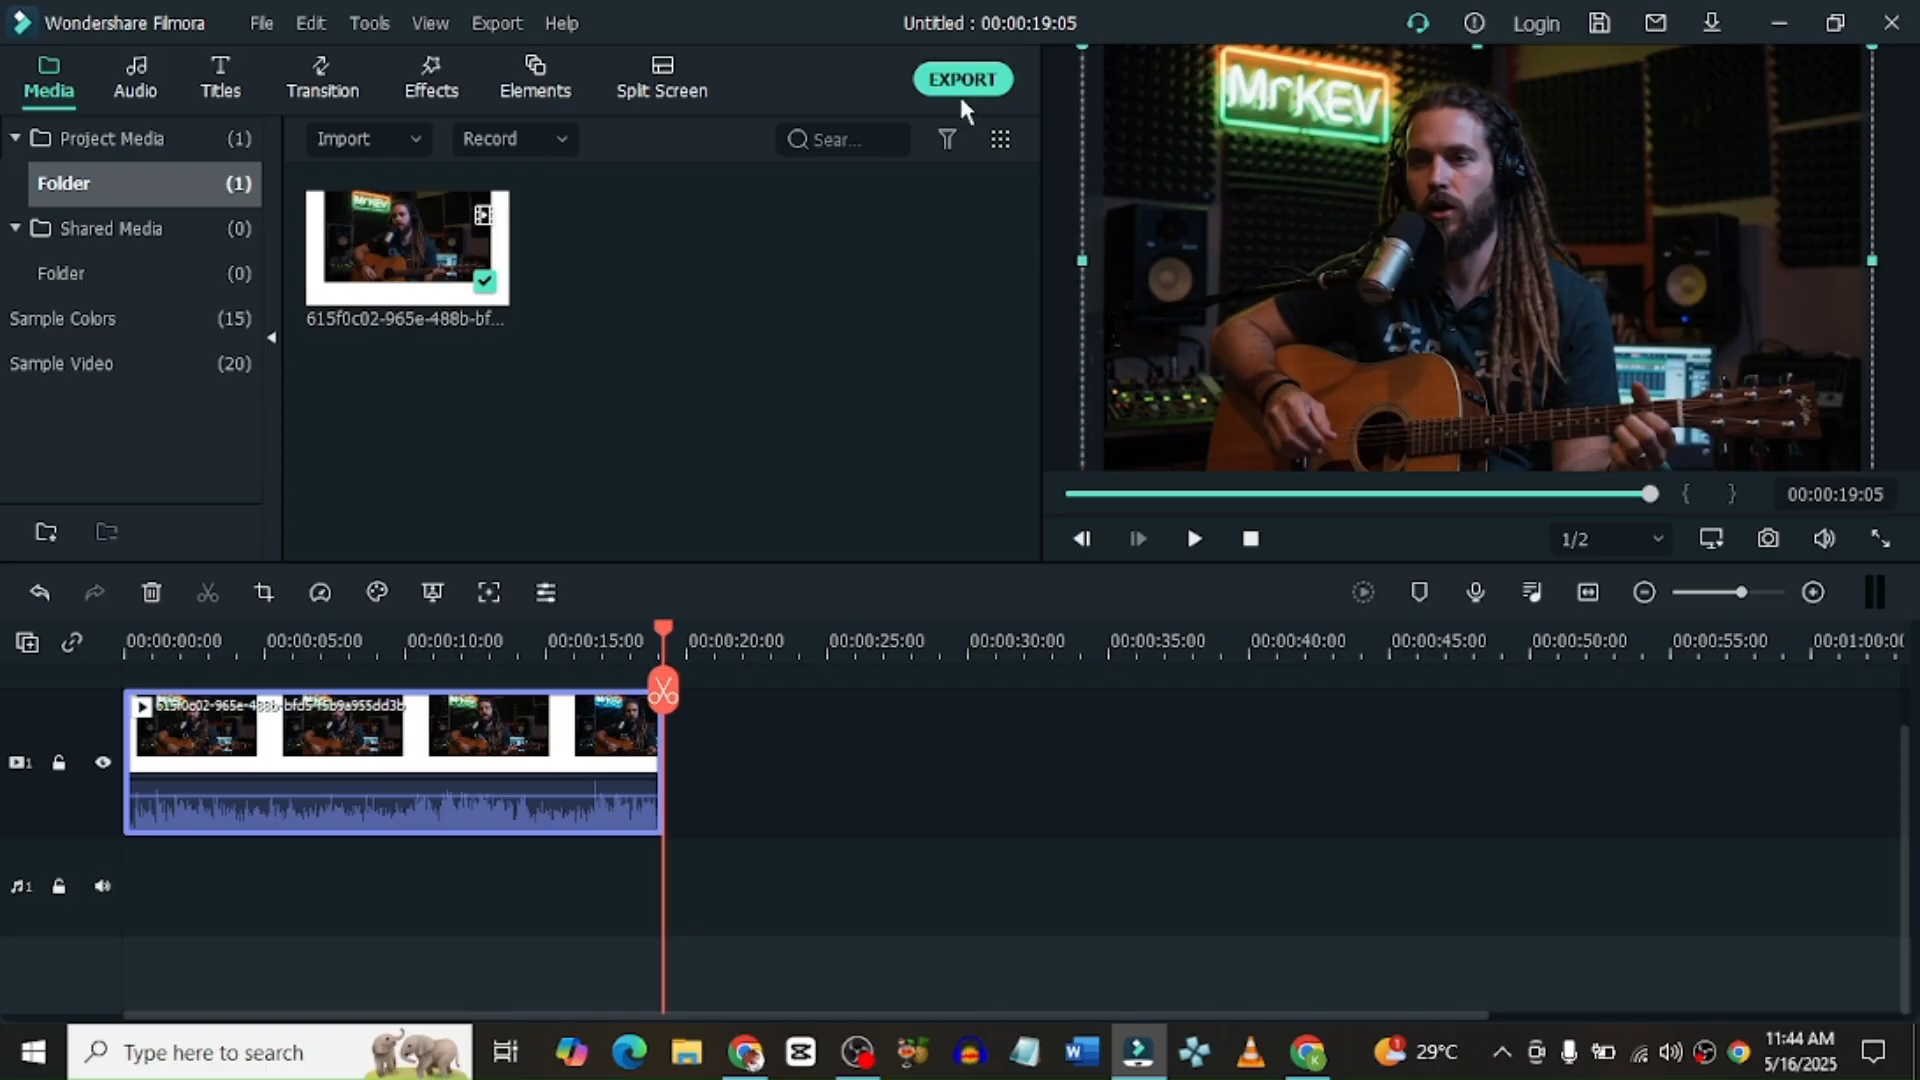 Wondershare Filmora File Edit Tools View Export Help Untitled : 00:00:19:05 Login
Media Audio Titles Transition Effects Elements Split Screen EXPORT
Project Media (1)
Folder (1)
Shared Media (0)
Folder (0)
Sample Colors (15)
Sample Video (20)
Import Record Sear...
615f0c02-965e-488b-bf...
MrKEV
00:00:19:05
1/2
00:00:00:00 00:00:05:00 00:00:10:00 00:00:15:00 00:00:20:00 00:00:25:00 00:00:30:00 00:00:35:00 00:00:40:00 00:00:45:00 00:00:50:00 00:00:55:00 00:01:00:0
615f0c02-965e-488b-bfd5-f5b9a955dd3b
1
1
Type here to search
29°C
11:44 AM
5/16/2025